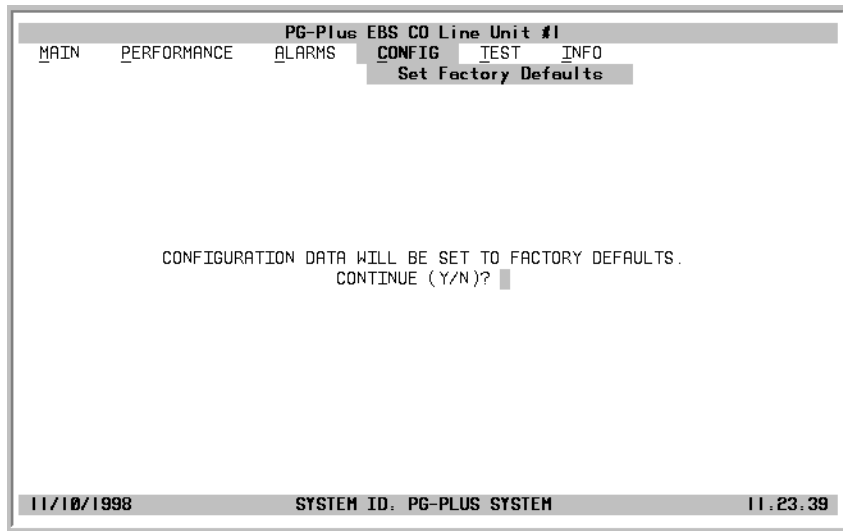 PG-Plus EBS CO Line Unit #1
MAIN PERFORMANCE ALARMS CONFIG TEST INFO
Set Factory Defaults
CONFIGURATION DATA WILL BE SET TO FACTORY DEFAULTS.
CONTINUE (Y/N)?
11/10/1998 SYSTEM ID: PG-PLUS SYSTEM 11:23:39